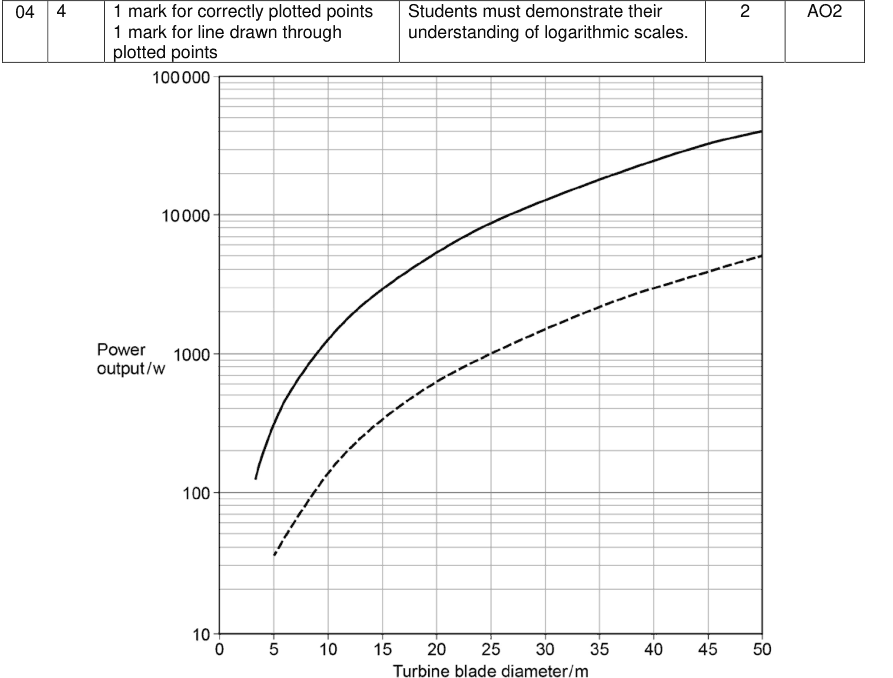 04 4 1 mark for correctly plotted points Students must demonstrate their 2 AO2
1 mark for line drawn through understanding of logarithmic scales.
plotted points
100 000
10 000
Power
output/w
1000
100
10
0 5 10 15 20 25 30 35 40 45 50
Turbine blade diameter/m